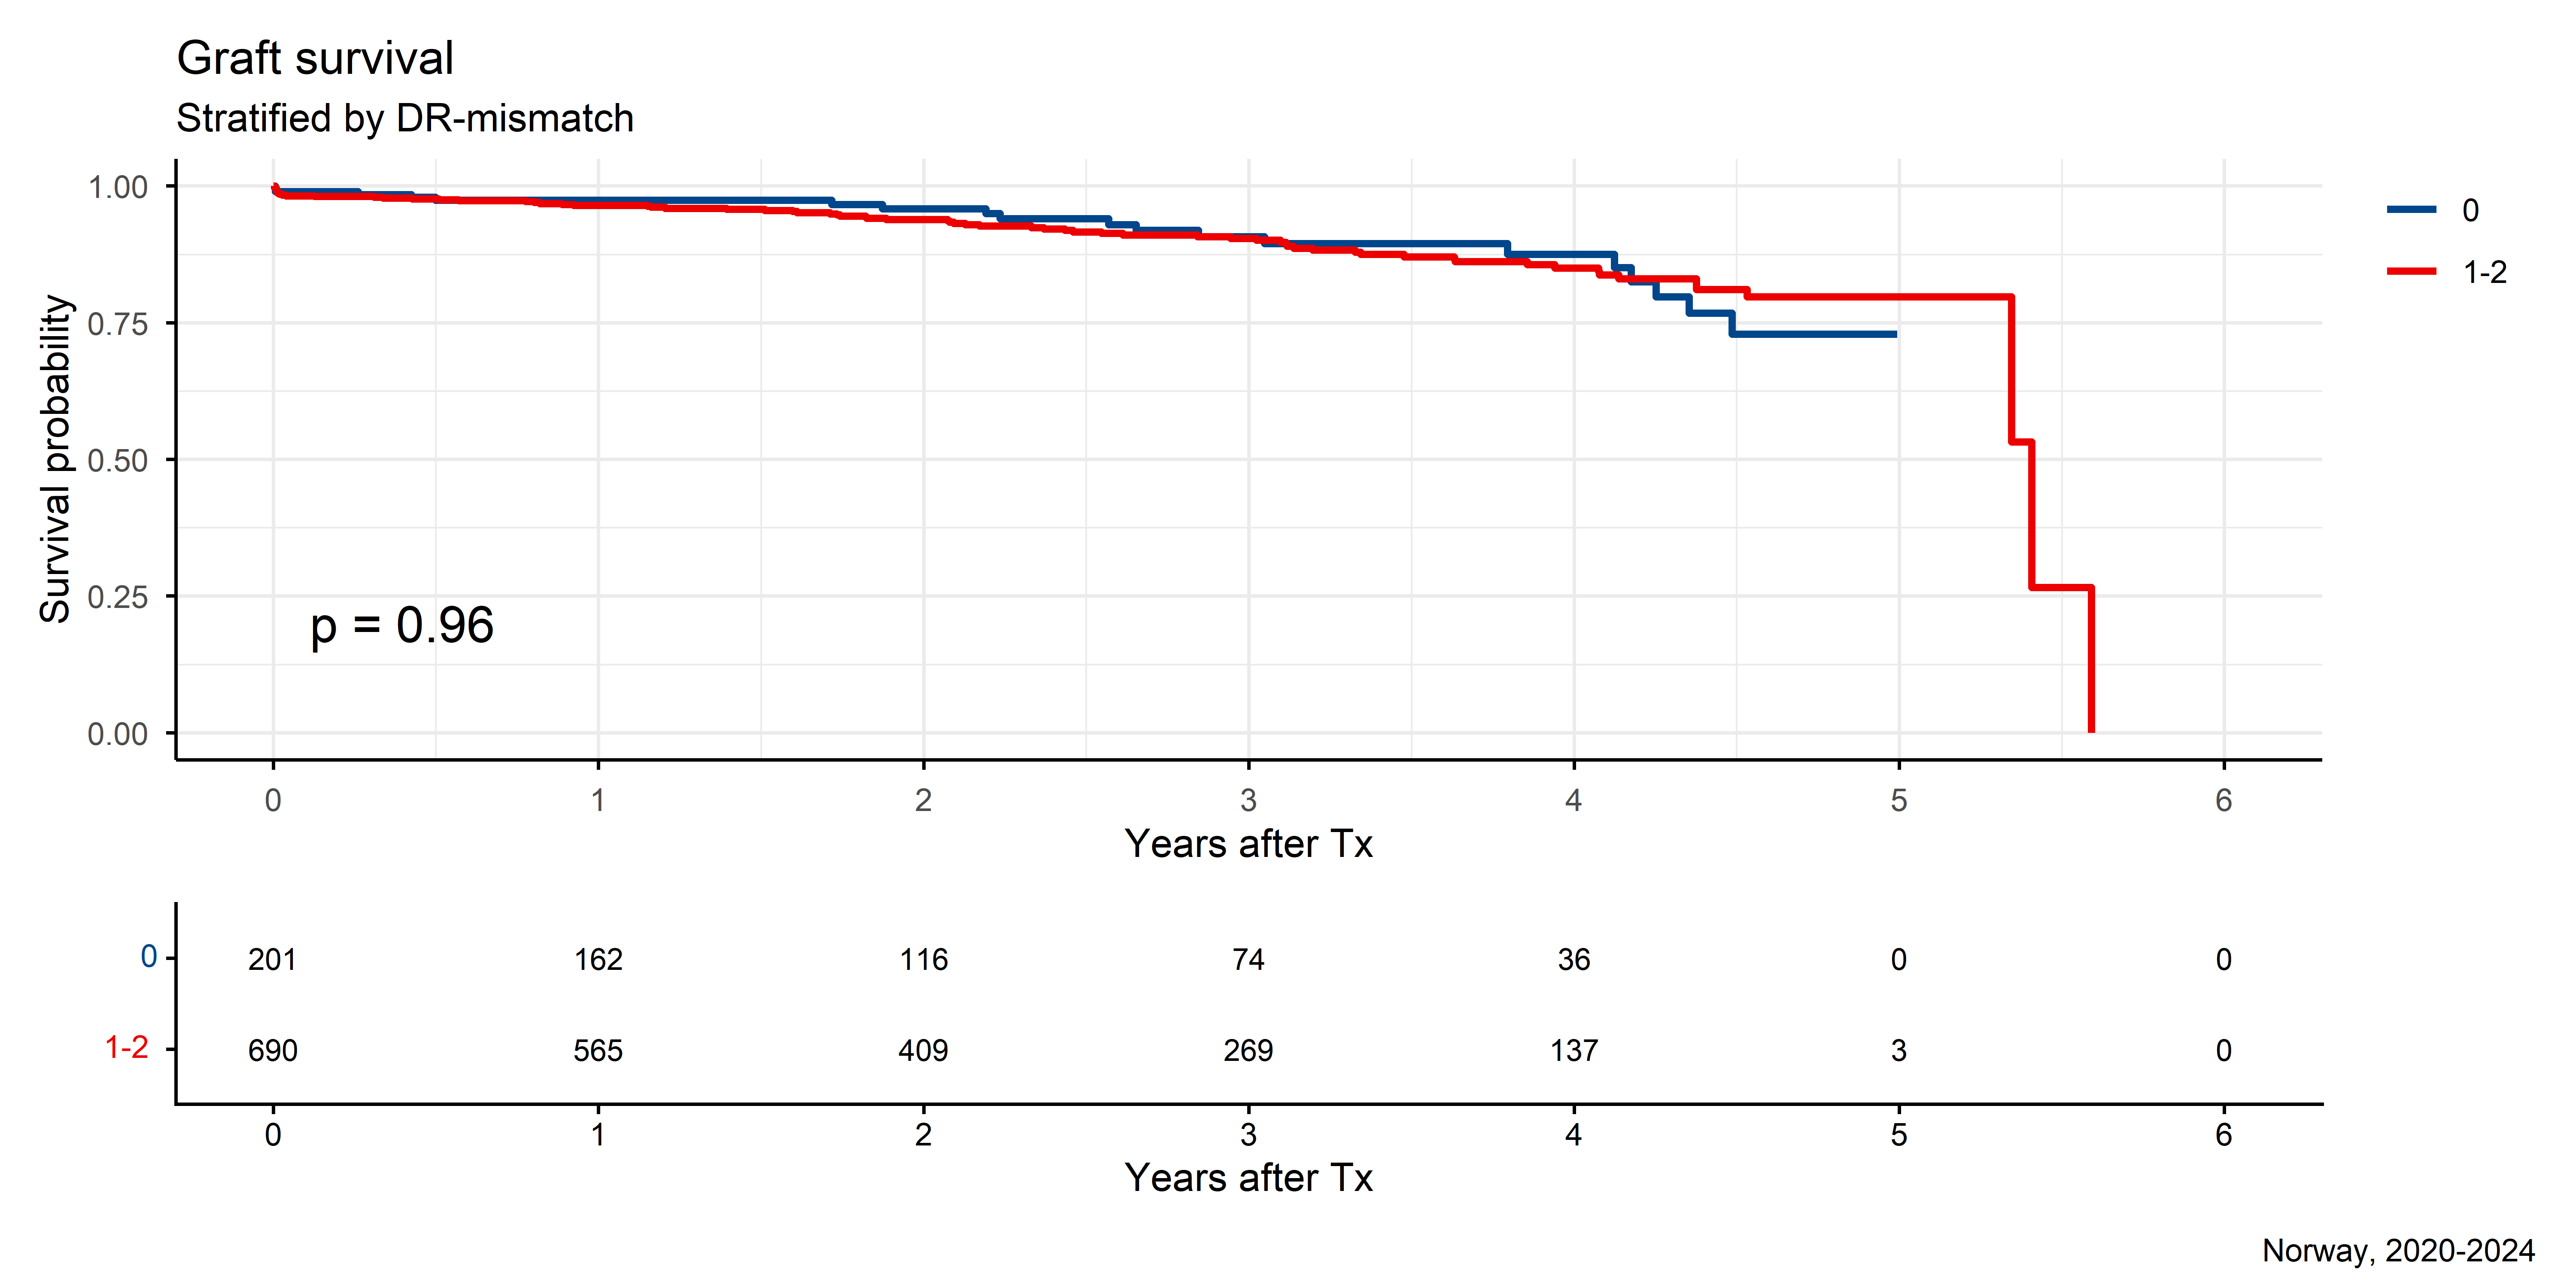 Graft survival
Stratified by DR-mismatch
Survival probability
1.00
0.75
0.50
0.25
0.00
p = 0.96
0
1-2
0 1 2 3 4 5 6
Years after Tx
0 201 162 116 74 36 0 0
1-2 690 565 409 269 137 3 0
0 1 2 3 4 5 6
Years after Tx
Norway, 2020-2024